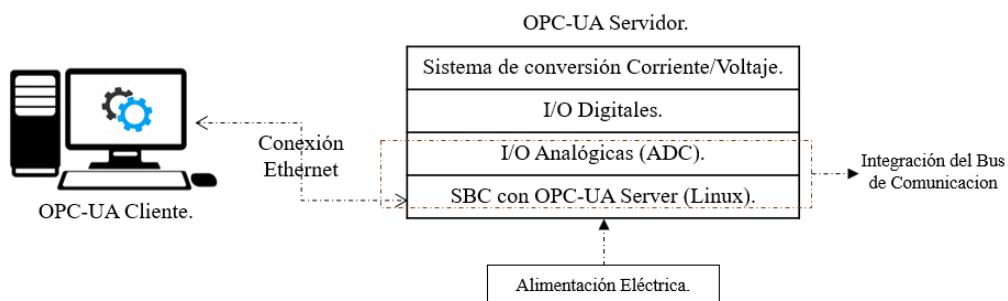 OPC-UA Servidor.
Sistema de conversión Corriente/Voltaje.
I/O Digitales.
I/O Analógicas (ADC).
SBC con OPC-UA Server (Linux).
Conexión
Ethernet
OPC-UA Cliente.
Integración del Bus
de Comunicacion
Alimentación Eléctrica.